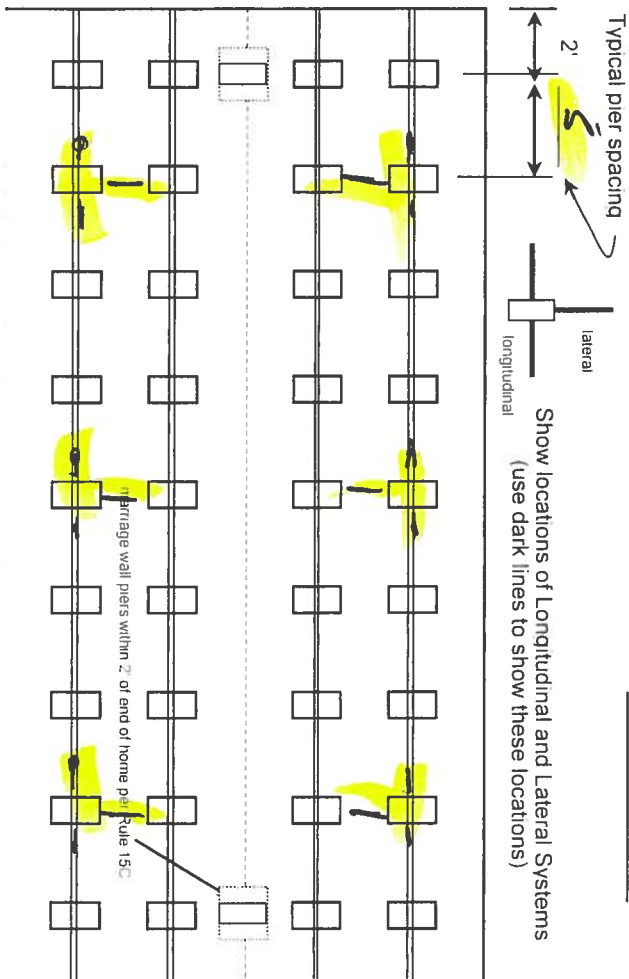 Typical pier spacing
2'
5'
lateral
longitudinal
Show locations of Longitudinal and Lateral Systems
(use dark lines to show these locations)
marriage wall piers within 2' of end of home per Rule 15C